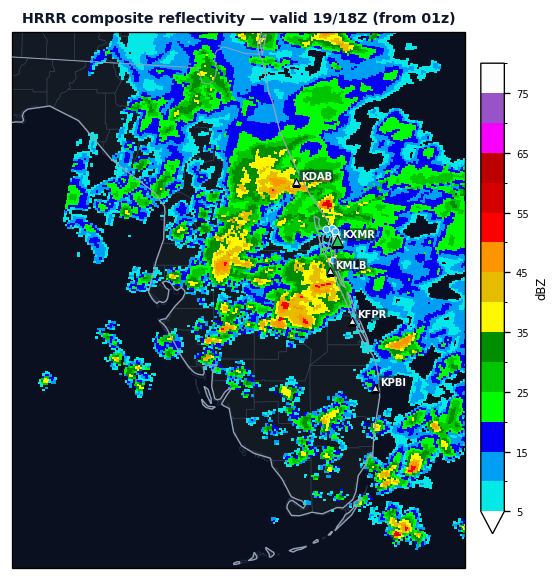 HRRR composite reflectivity — valid 19/18Z (from 01z)
KDAB
KXMR
KMLB
KFPR
KPBI
75
65
55
45
35
25
15
5
dBZ